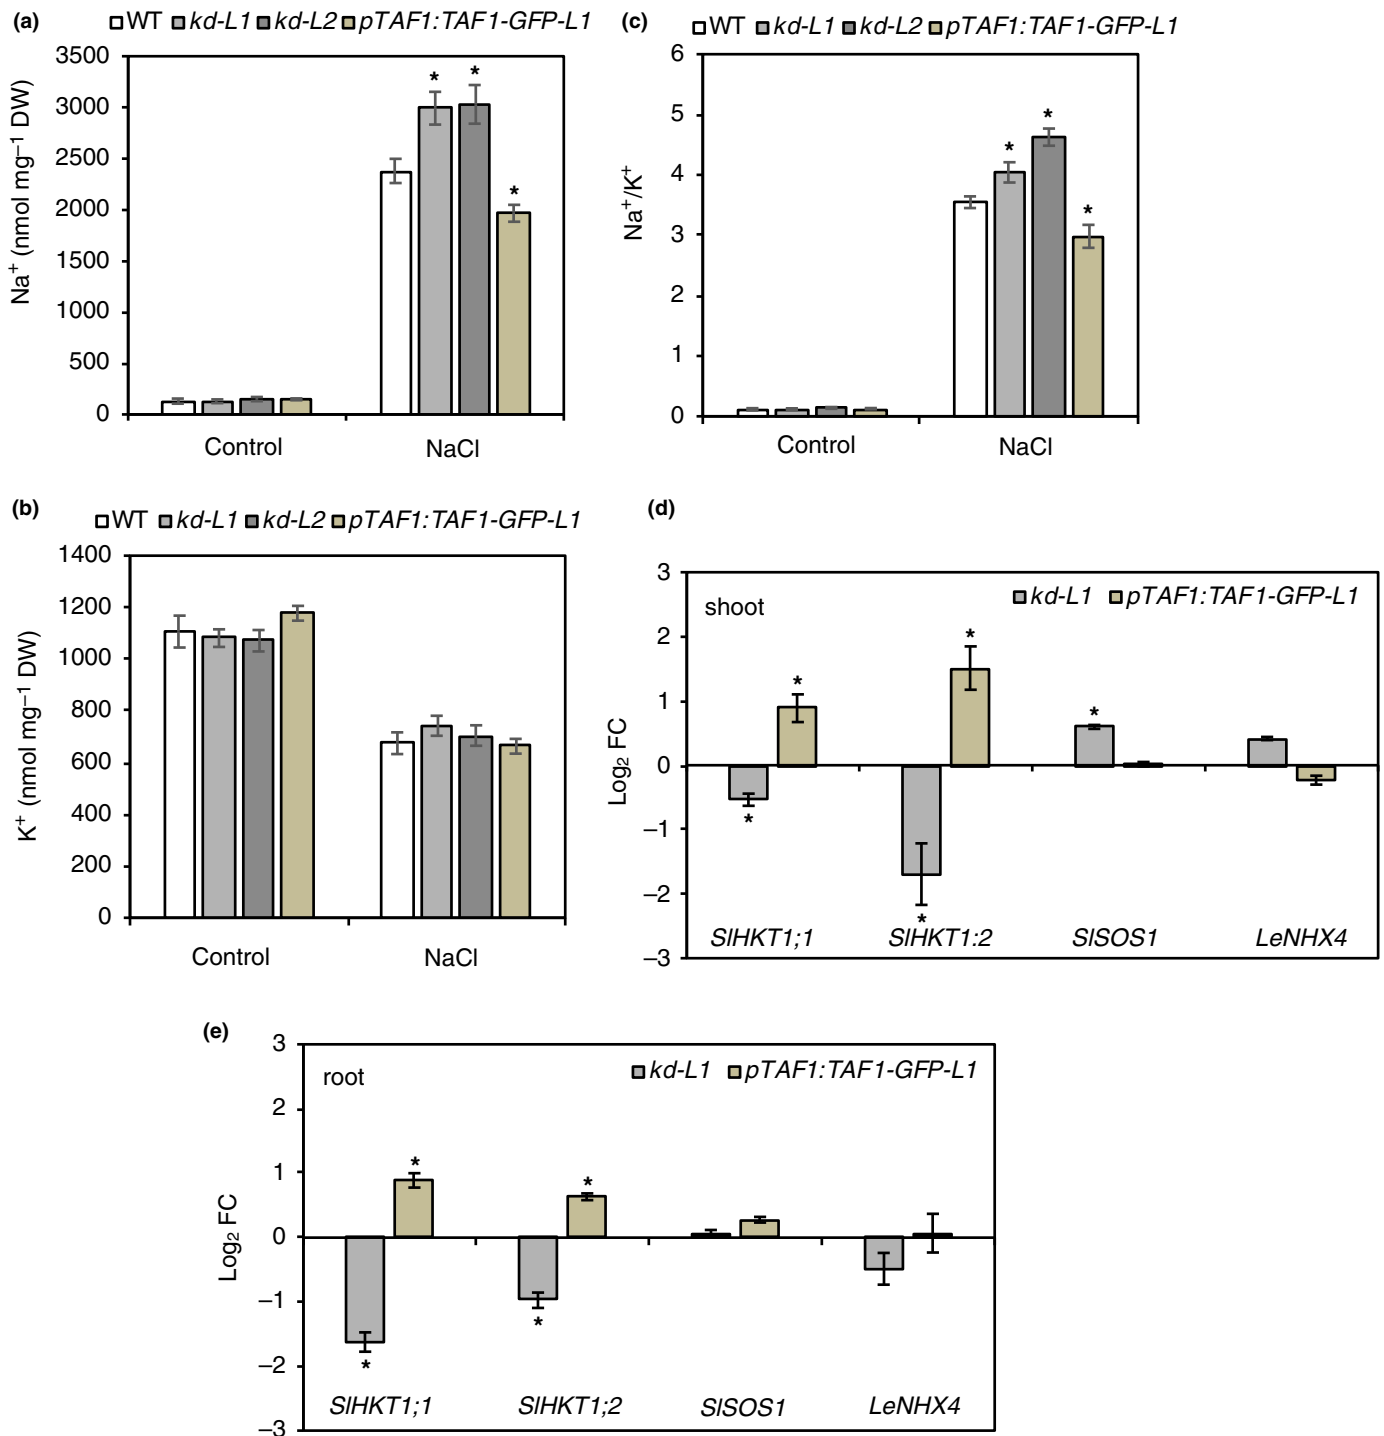 (a)
WT kd-L1 kd-L2 pTAF1:TAF1-GFP-L1
Na⁺ (nmol mg⁻¹ DW)
3500
3000
2500
2000
1500
1000
500
0
* * *
Control NaCl
(c)
WT kd-L1 kd-L2 pTAF1:TAF1-GFP-L1
Na⁺/K⁺
6
5
4
3
2
1
0
* * *
Control NaCl
(b)
WT kd-L1 kd-L2 pTAF1:TAF1-GFP-L1
K⁺ (nmol mg⁻¹ DW)
1400
1200
1000
800
600
400
200
0
Control NaCl
(d)
shoot
kd-L1 pTAF1:TAF1-GFP-L1
Log₂ FC
3
2
1
0
–1
–2
–3
* * * * *
SlHKT1;1 SlHKT1:2 SlSOS1 LeNHX4
(e)
root
kd-L1 pTAF1:TAF1-GFP-L1
Log₂ FC
3
2
1
0
–1
–2
–3
* * * *
SlHKT1;1 SlHKT1;2 SlSOS1 LeNHX4